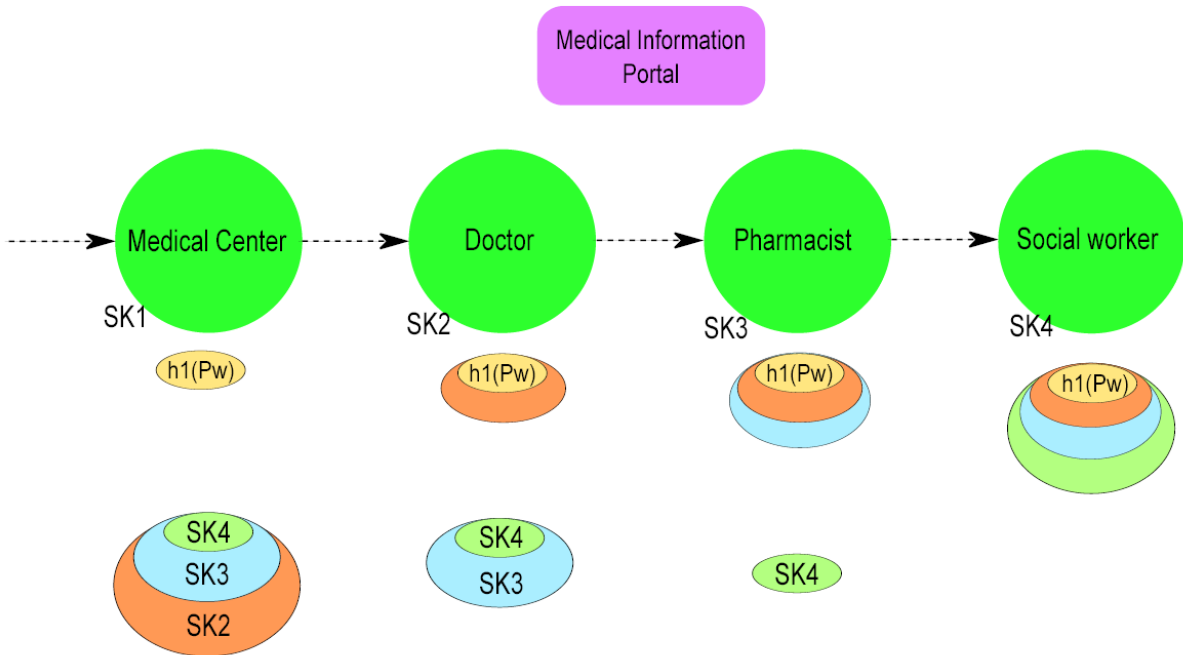 Medical Information
Portal
Medical Center
Doctor
Pharmacist
Social worker
SK1
SK2
SK3
SK4
h1(Pw)
h1(Pw)
h1(Pw)
h1(Pw)
SK4
SK3
SK2
SK4
SK3
SK4